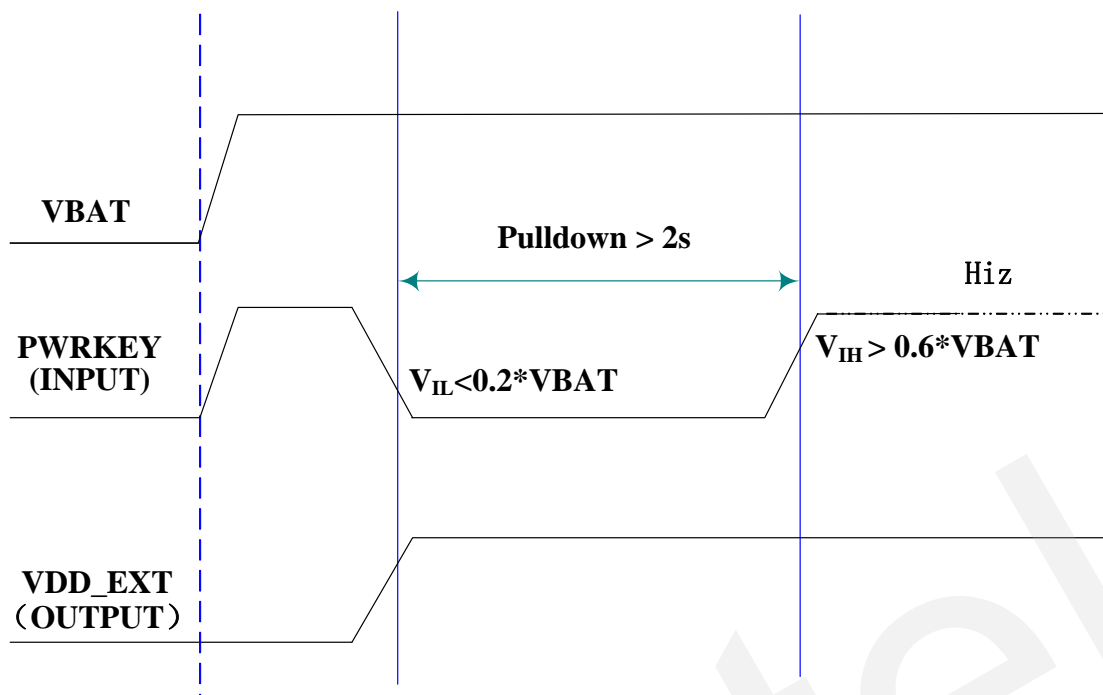 VBAT
Pulldown > 2s
Hiz
PWRKEY
(INPUT)
VIH > 0.6*VBAT
VIL<0.2*VBAT
VDD_EXT
（OUTPUT）